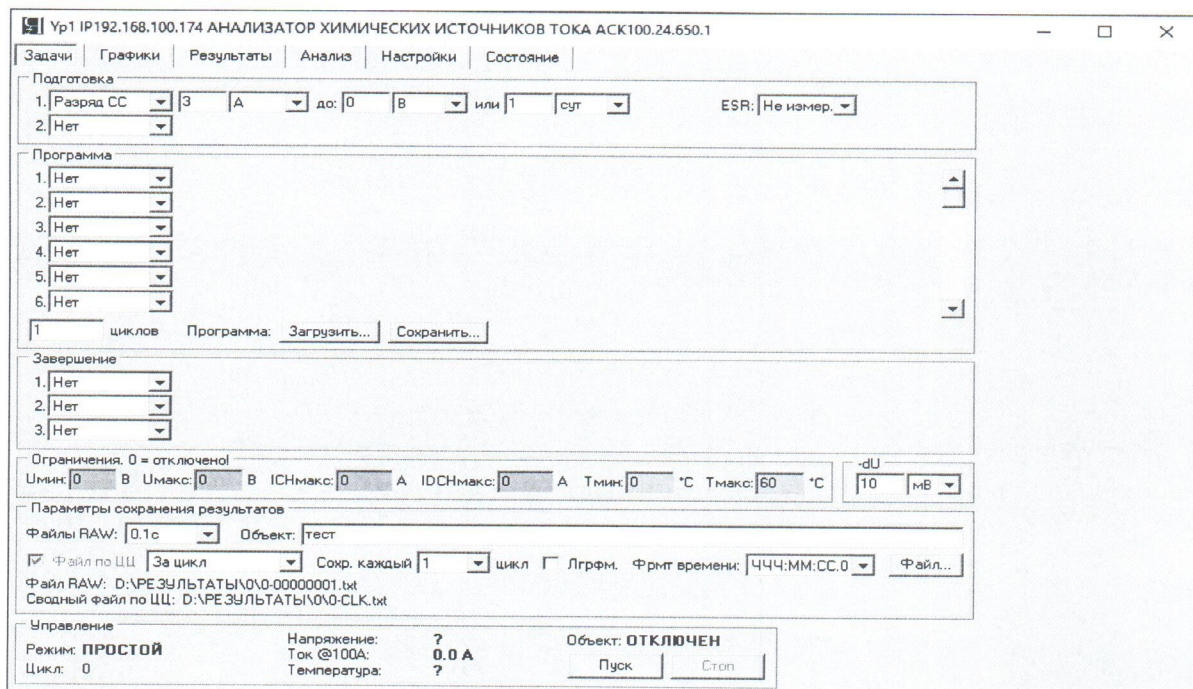 Ур1 IP192.168.100.174 АНАЛИЗАТОР ХИМИЧЕСКИХ ИСТОЧНИКОВ ТОКА АСК100.24.650.1
Задачи Графики Результаты Анализ Настройки Состояние
Подготовка
1. Разряд СС 3 А до: 0 В или 1 сут ESR: Не измер.
2. Нет
Программа
1. Нет
2. Нет
3. Нет
4. Нет
5. Нет
6. Нет
1 циклов Программа: Загрузить... Сохранить...
Завершение
1. Нет
2. Нет
3. Нет
Ограничения. 0 = отключено! -dU
Uмин: 0 В Uмакс: 0 В ICHмакс: 0 А IDCHмакс: 0 А Тмин: 0 °С Тмакс: 60 °С 10 мВ
Параметры сохранения результатов
Файлы RAW: 0.1с Объект: тест
Файл по ЦЦ За цикл Сохр. каждый 1 цикл Лгрфм. Фрмт времени: ЧЧЧ:ММ:СС.0 Файл...
Файл RAW: D:\РЕЗУЛЬТАТЫ\0\0-00000001.txt
Сводный файл по ЦЦ: D:\РЕЗУЛЬТАТЫ\0\0-CLK.txt
Управление
Режим: ПРОСТОЙ Напряжение: ? Объект: ОТКЛЮЧЕН
Ток @100А: 0.0 А
Цикл: 0 Температура: ? Пуск Стоп